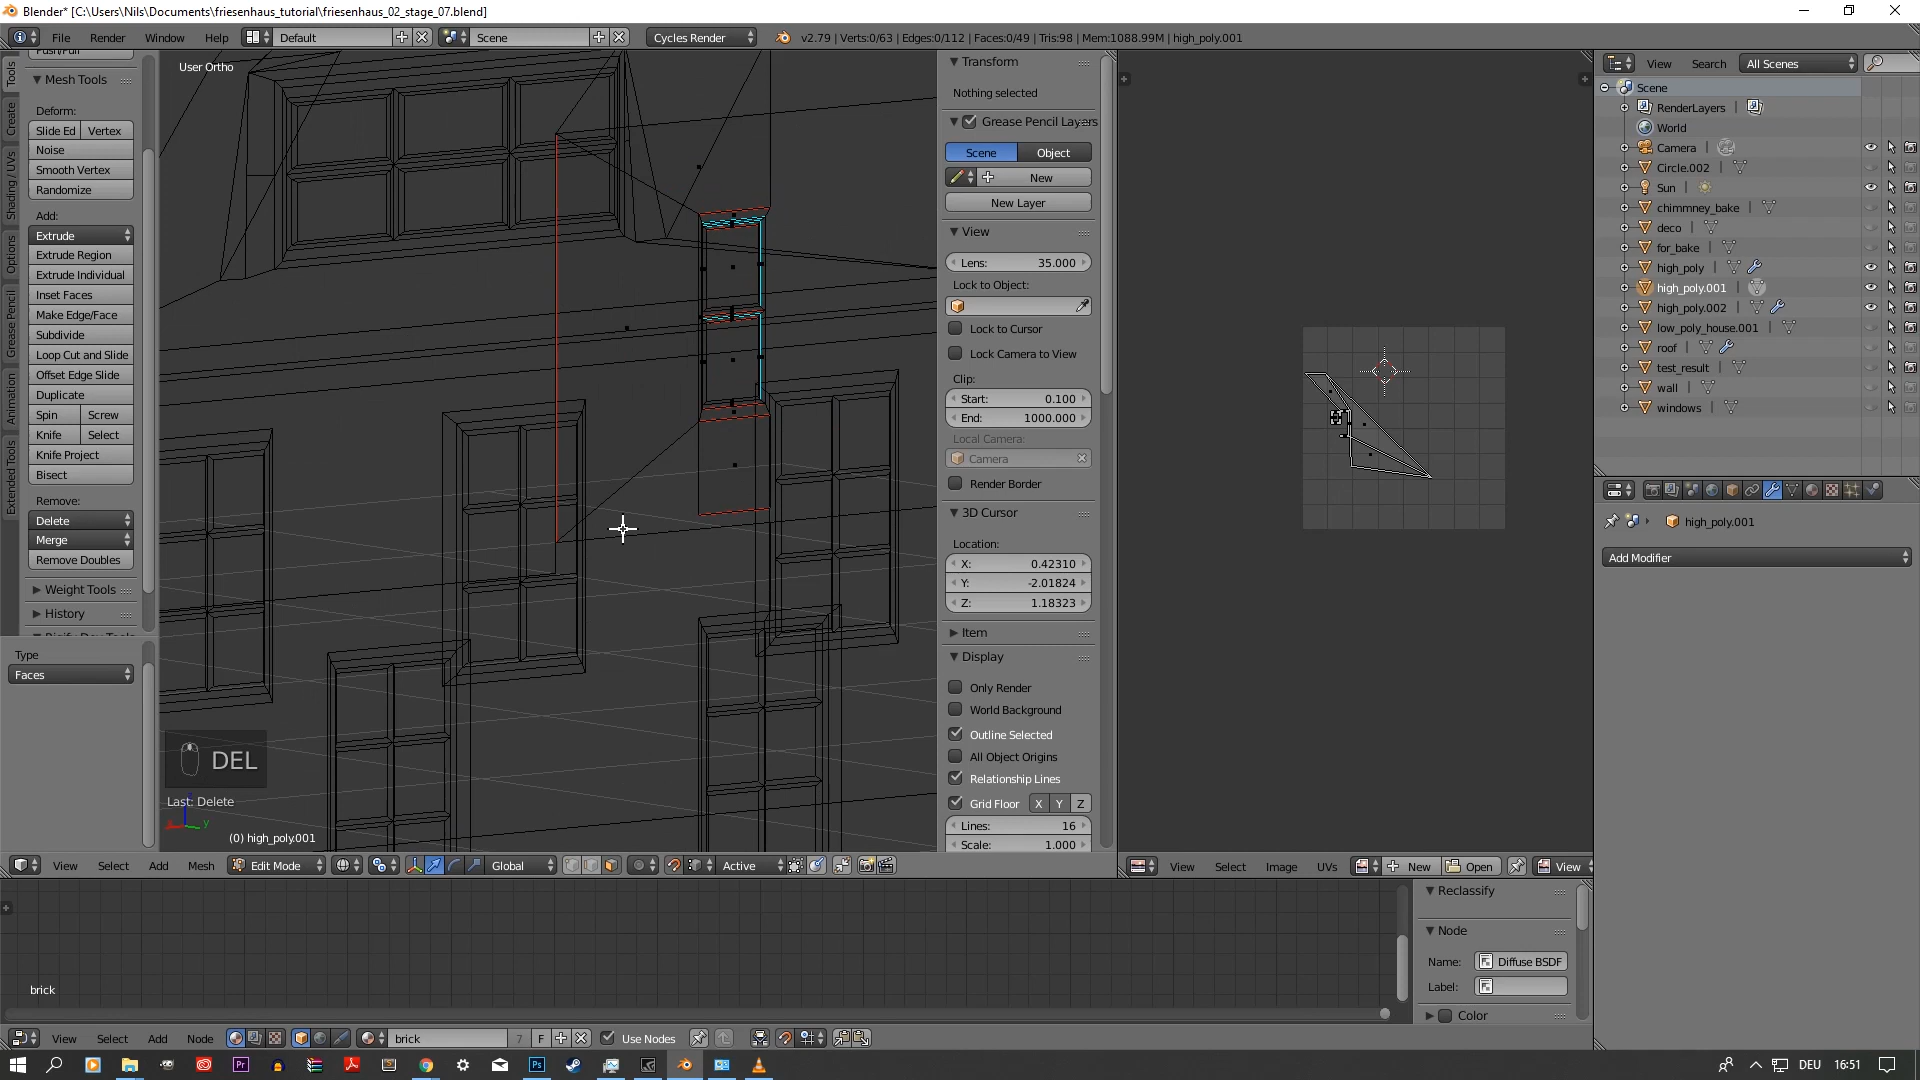 Blender* [C:\Users\Nils\Documents\friesenhaus_tutorial\friesenhaus_02_stage_07.blend]
File Render Window Help Default Scene Cycles Render v2.79 | Verts:0/63 | Edges:0/112 | Faces:0/49 | Tris:98 | Mem:1088.99M | high_poly.001
Tools
Create
Shading / UVs
Options
Grease Pencil
Animation
Extended Tools
Mesh Tools
Deform:
Slide Ed Vertex
Noise
Smooth Vertex
Randomize
Add:
Extrude
Extrude Region
Extrude Individual
Inset Faces
Make Edge/Face
Subdivide
Loop Cut and Slide
Offset Edge Slide
Duplicate
Spin Screw
Knife Select
Knife Project
Bisect
Remove:
Delete
Merge
Remove Doubles
Weight Tools
History
Type
Faces
User Ortho
DEL
Last: Delete
y
(0) high_poly.001
View Select Add Mesh Edit Mode Global Active
Transform
Nothing selected
Grease Pencil Layers
Scene Object
New
New Layer
View
Lens: 35.000
Lock to Object:
Lock to Cursor
Lock Camera to View
Clip:
Start: 0.100
End: 1000.000
Local Camera:
Camera
Render Border
3D Cursor
Location:
X: 0.42310
Y: -2.01824
Z: 1.18323
Item
Display
Only Render
World Background
Outline Selected
All Object Origins
Relationship Lines
Grid Floor X Y Z
Lines: 16
Scale: 1.000
View Select Image UVs New Open View
View Search All Scenes
Scene
RenderLayers |
World
Camera |
Circle.002 |
Sun |
chimmney_bake |
deco |
for_bake |
high_poly |
high_poly.001 |
high_poly.002 |
low_poly_house.001 |
roof |
test_result |
wall |
windows |
high_poly.001
Add Modifier
brick
Reclassify
Node
Name: Diffuse BSDF
Label:
Color
View Select Add Node brick 7 F Use Nodes
DEU 16:51